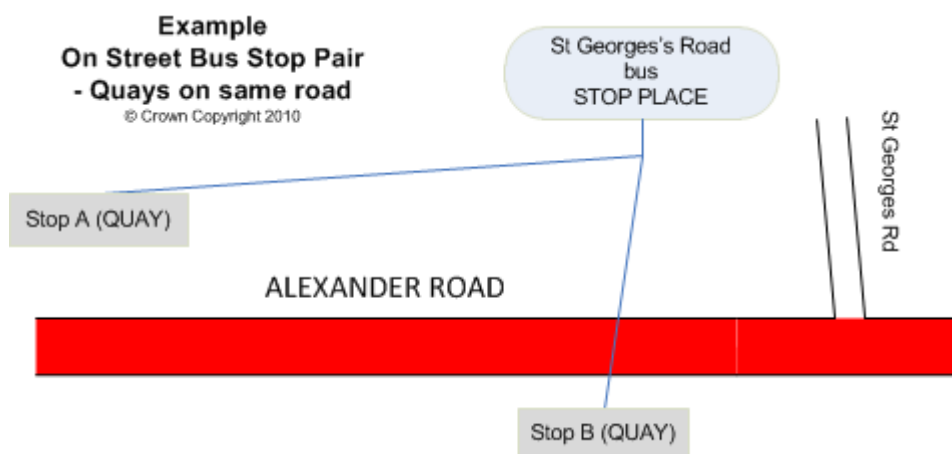 Example
On Street Bus Stop Pair
- Quays on same road
© Crown Copyright 2010
St Georges's Road
bus
STOP PLACE
St Georges Rd
Stop A (QUAY)
ALEXANDER ROAD
Stop B (QUAY)